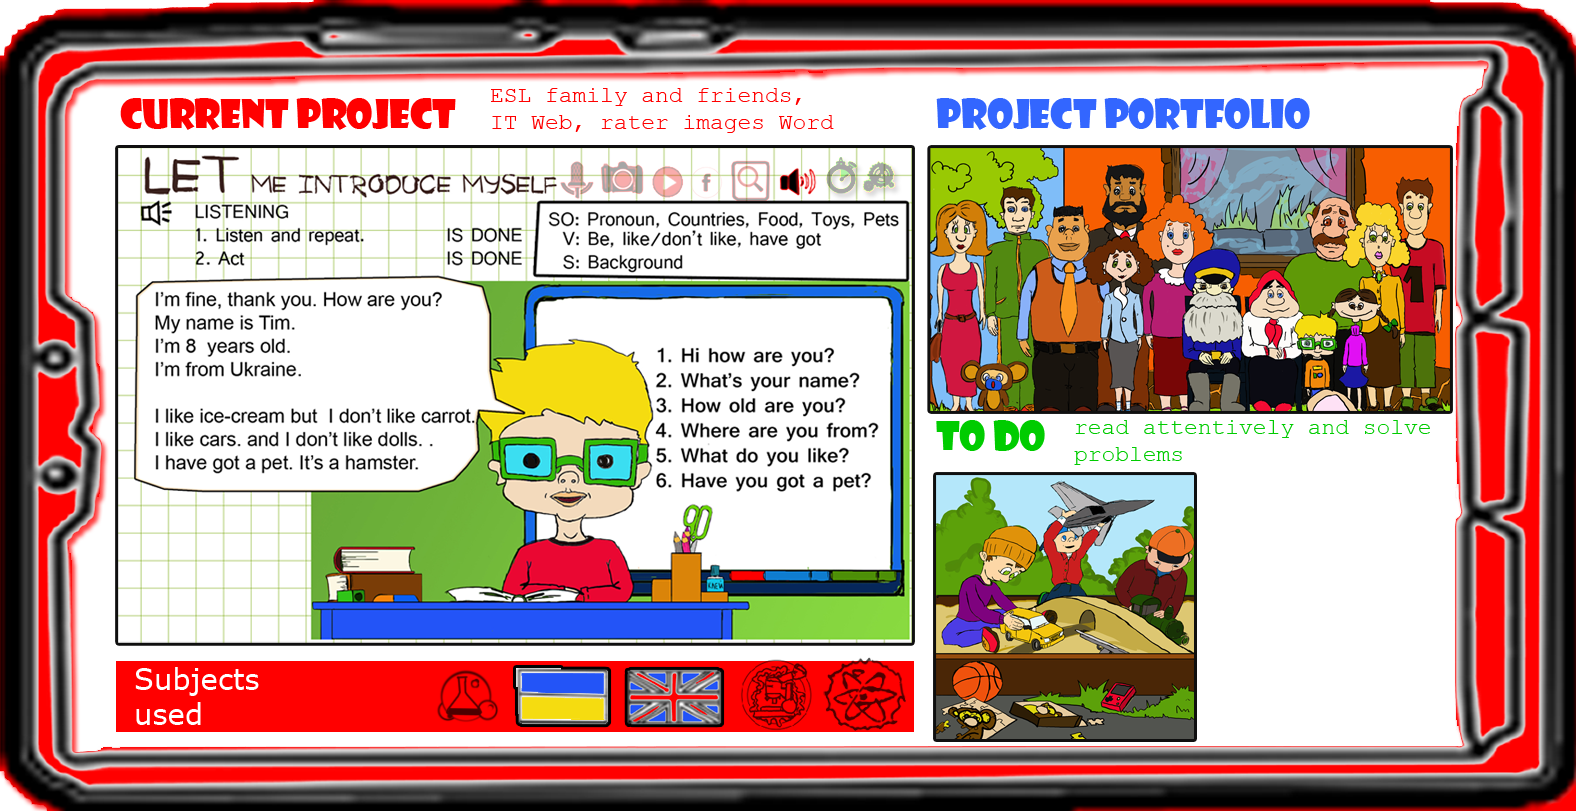 CURRENT PROJECT
ESL family and friends,
IT Web, rater images Word
PROJECT PORTFOLIO
LET ME INTRODUCE MYSELF
f
LISTENING
1. Listen and repeat. IS DONE
2. Act IS DONE
SO: Pronoun, Countries, Food, Toys, Pets
V: Be, like/don't like, have got
S: Background
I'm fine, thank you. How are you?
My name is Tim.
I'm 8 years old.
I'm from Ukraine.
I like ice-cream but I don't like carrot.
I like cars. and I don't like dolls. .
I have got a pet. It's a hamster.
1. Hi how are you?
2. What's your name?
3. How old are you?
4. Where are you from?
5. What do you like?
6. Have you got a pet?
1
TO DO
read attentively and solve
problems
Subjects
used